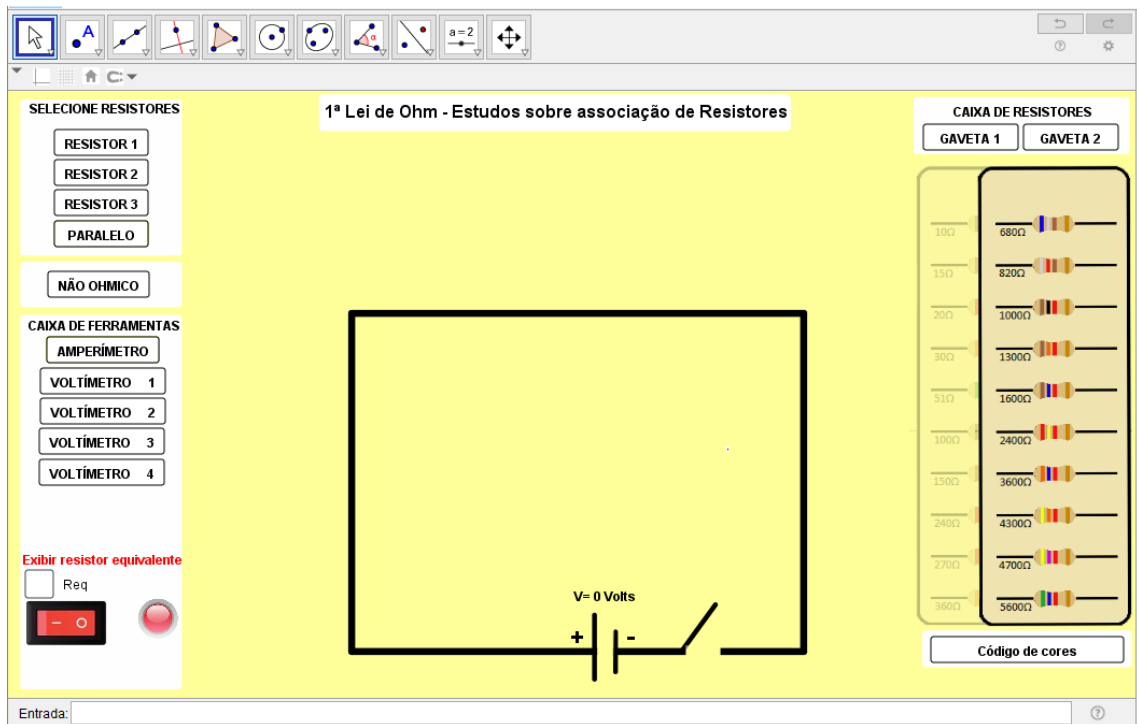 A
α
a = 2
SELECIONE RESISTORES
RESISTOR 1
RESISTOR 2
RESISTOR 3
PARALELO
NÃO OHMICO
CAIXA DE FERRAMENTAS
AMPERÍMETRO
VOLTÍMETRO 1
VOLTÍMETRO 2
VOLTÍMETRO 3
VOLTÍMETRO 4
Exibir resistor equivalente
Req
1ª Lei de Ohm - Estudos sobre associação de Resistores
V= 0 Volts
+ -
CAIXA DE RESISTORES
GAVETA 1 GAVETA 2
10Ω 680Ω
15Ω 820Ω
20Ω 1000Ω
30Ω 1300Ω
51Ω 1600Ω
100Ω 2400Ω
150Ω 3600Ω
240Ω 4300Ω
270Ω 4700Ω
360Ω 5600Ω
Código de cores
Entrada: